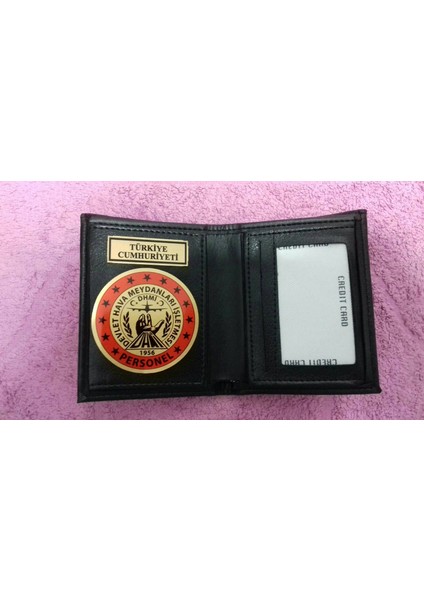 TÜRKİYE
CUMHURİYETİ
DEVLET HAVA MEYDANLARI İŞLETMESİ
DHMİ
1956
PERSONEL
CREDIT CARD
CREDIT CARD
CREDIT CARD